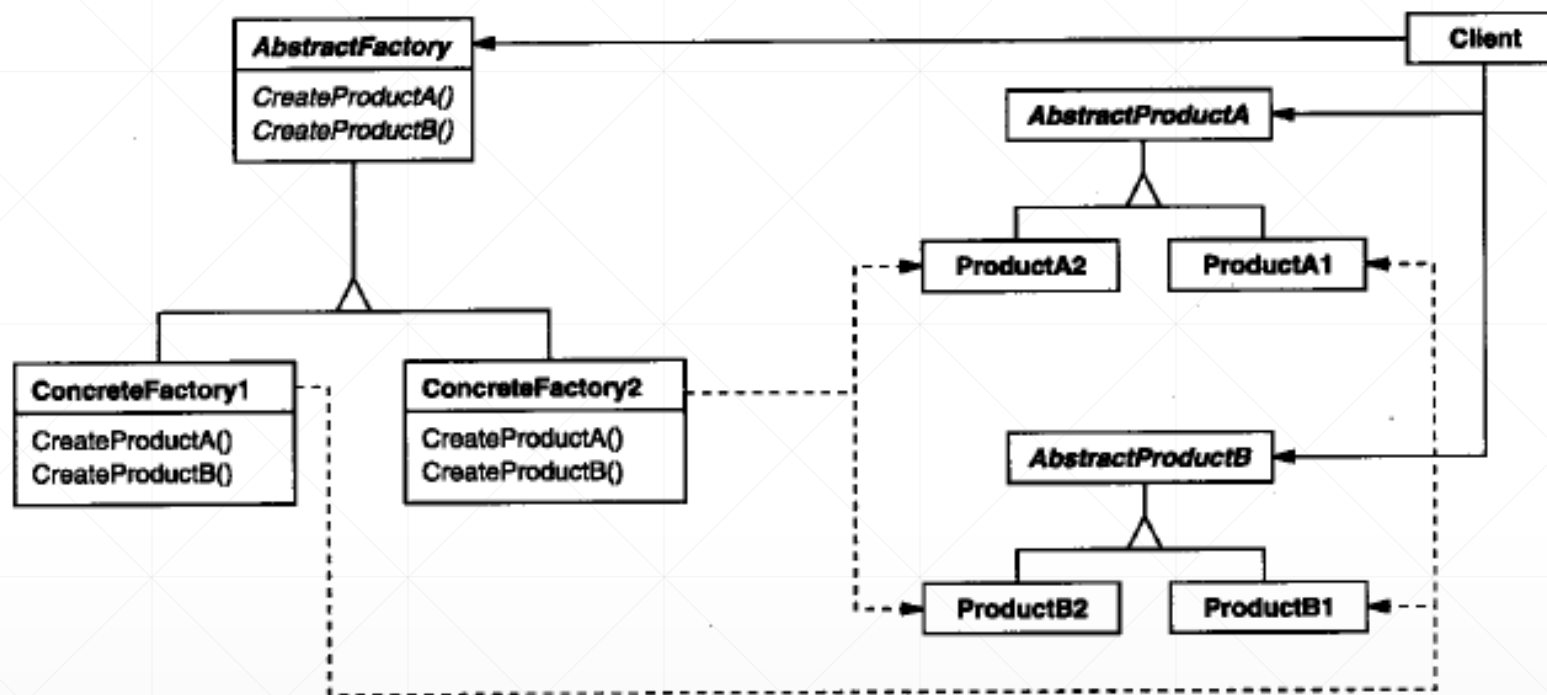 AbstractFactory
CreateProductA()
CreateProductB()
Client
AbstractProductA
ProductA2
ProductA1
ConcreteFactory1
CreateProductA()
CreateProductB()
ConcreteFactory2
CreateProductA()
CreateProductB()
AbstractProductB
ProductB2
ProductB1